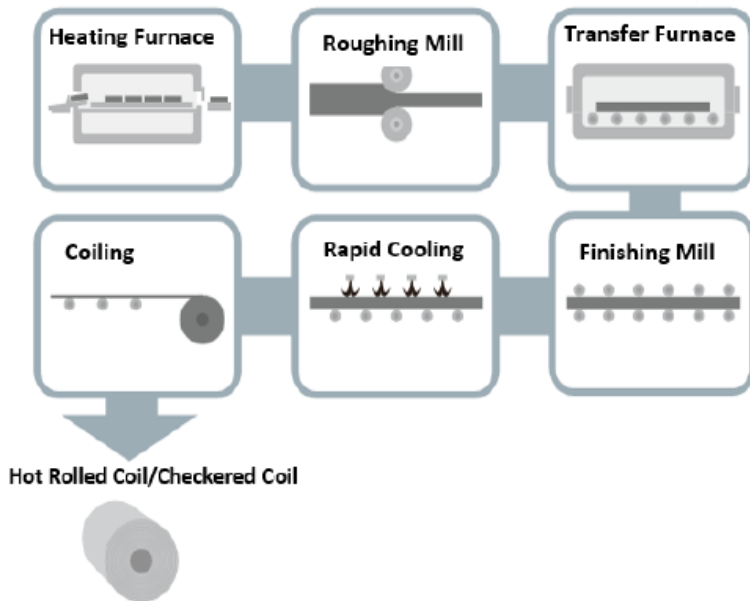 Heating Furnace
Roughing Mill
Transfer Furnace
Coiling
Rapid Cooling
Finishing Mill
Hot Rolled Coil/Checkered Coil